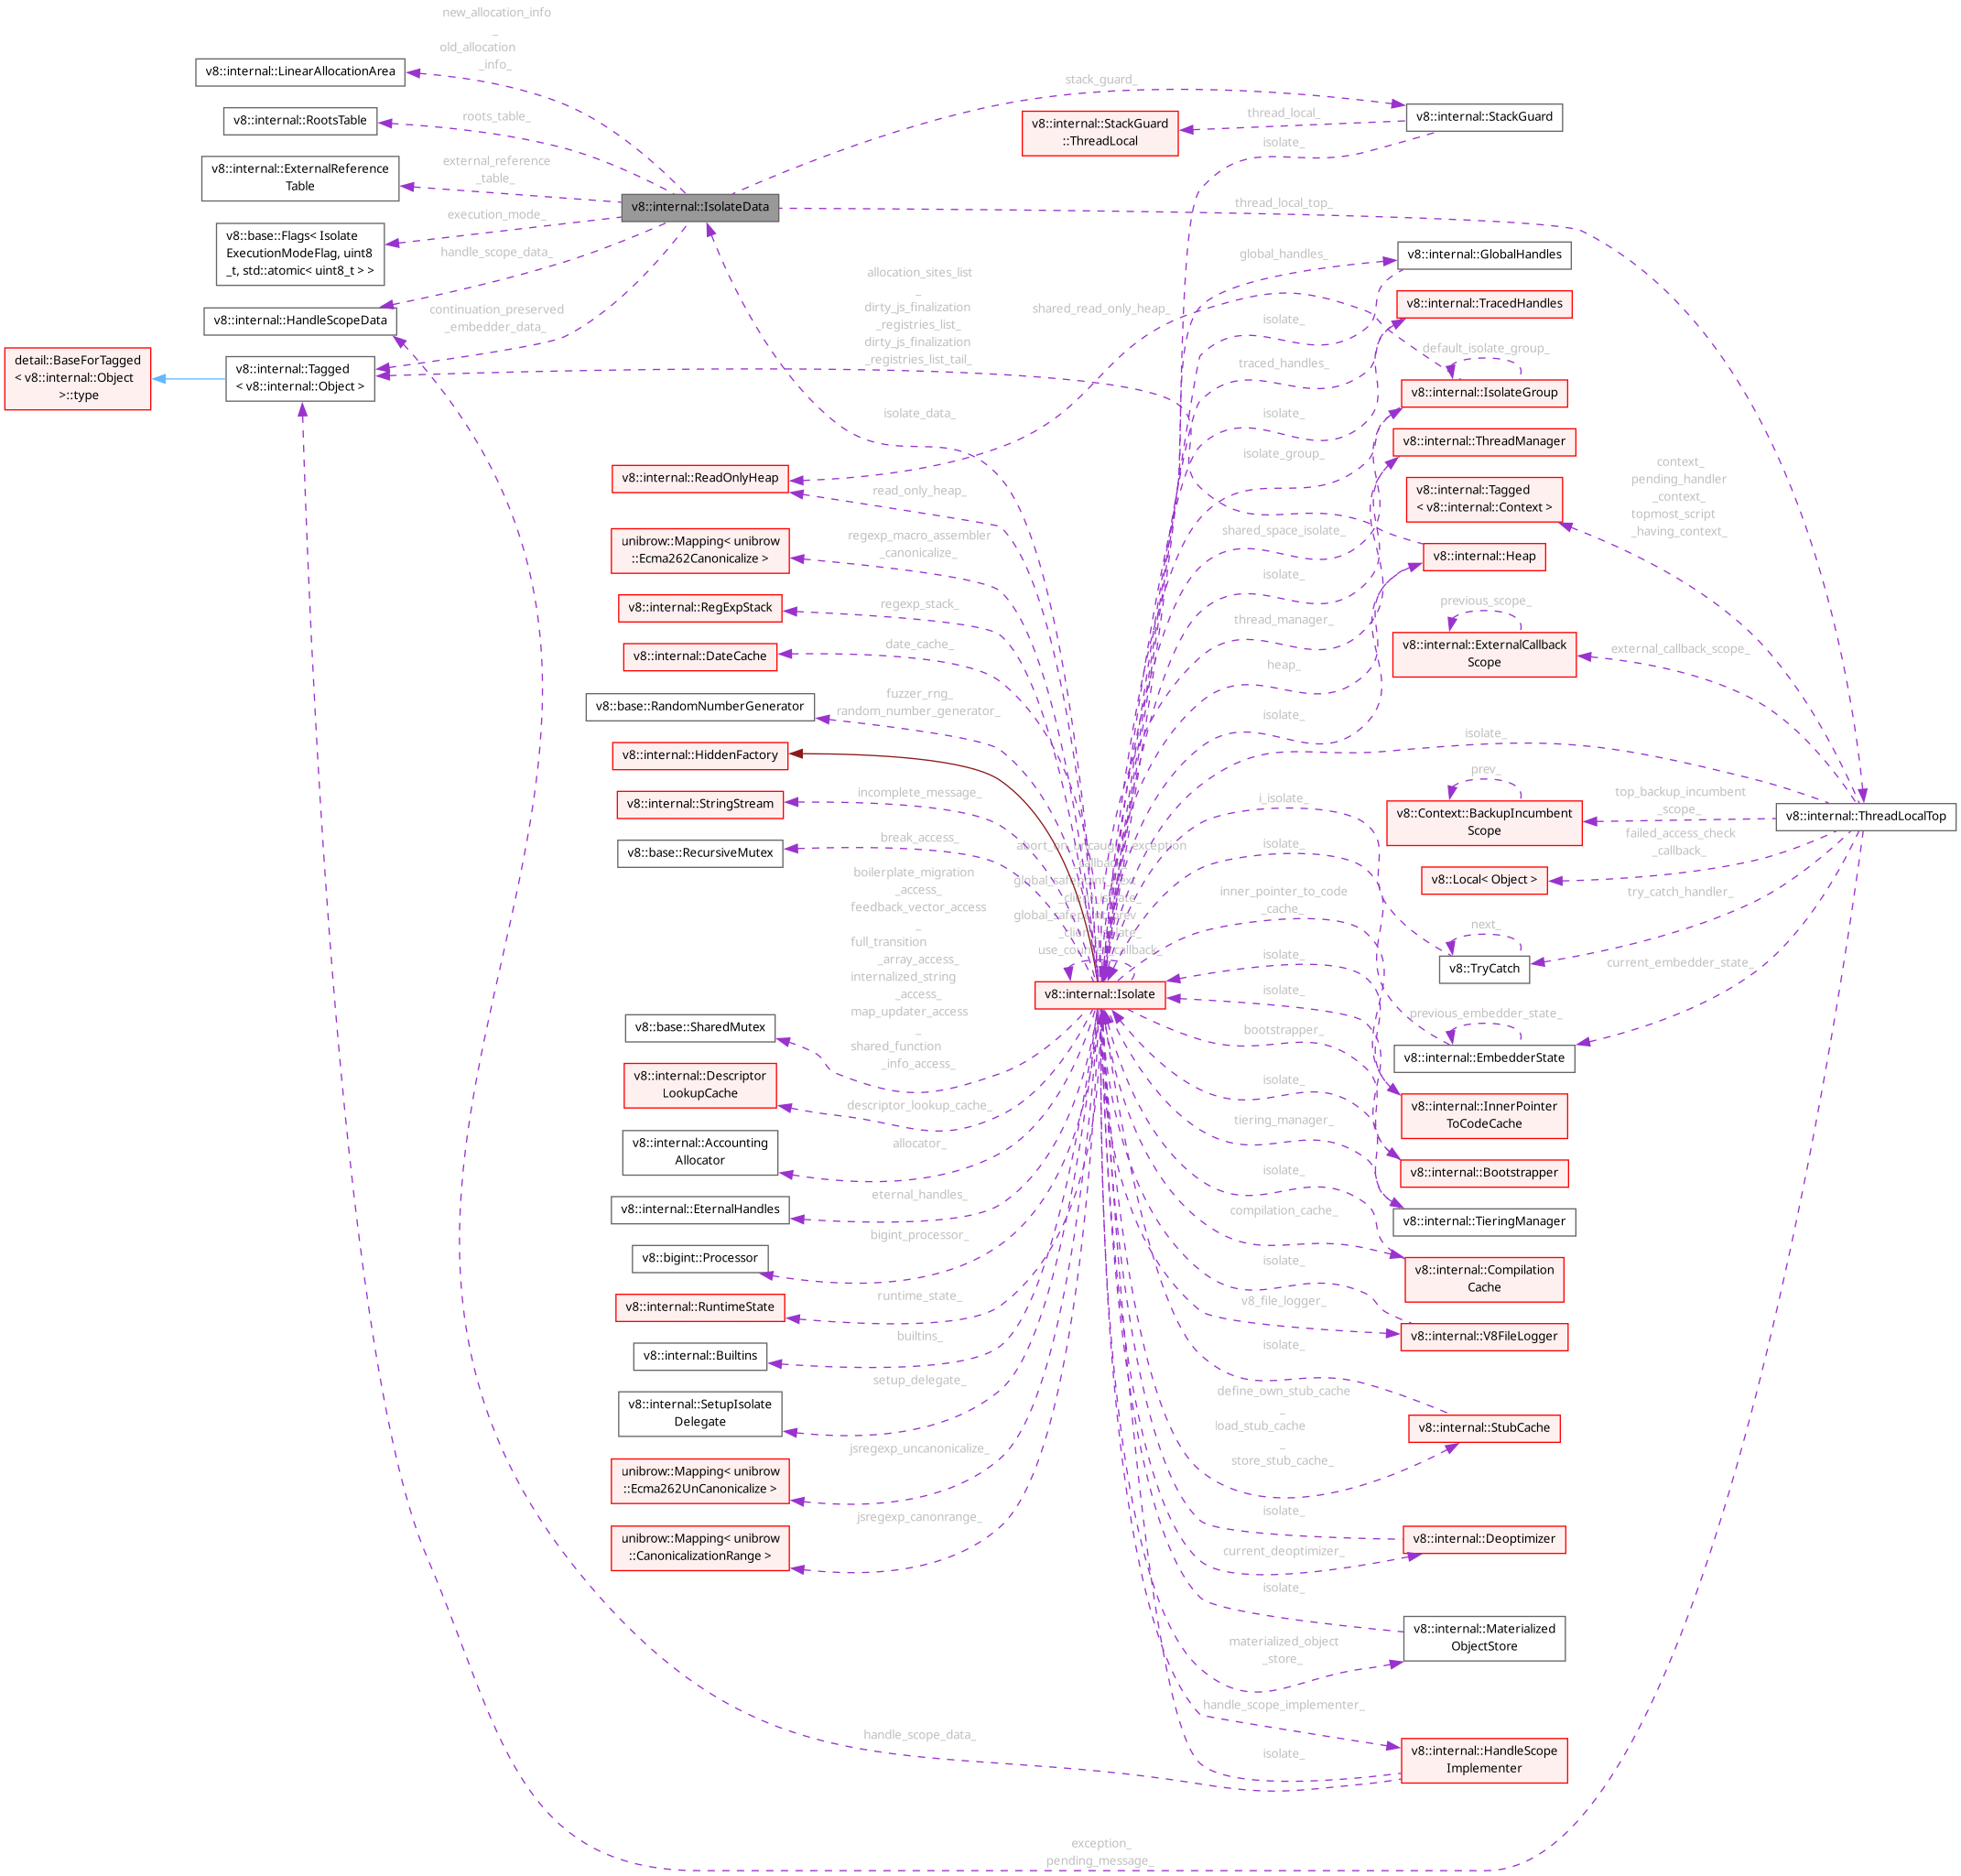 new_allocation_info
_
old_allocation
_info_
v8::internal::LinearAllocationArea
stack_guard_
v8::internal::RootsTable
roots_table_
v8::internal::StackGuard
::ThreadLocal
thread_local_
v8::internal::StackGuard
isolate_
v8::internal::ExternalReference
Table
external_reference
_table_
v8::internal::IsolateData
thread_local_top_
v8::base::Flags< Isolate
ExecutionModeFlag, uint8
_t, std::atomic< uint8_t > >
execution_mode_
handle_scope_data_
v8::internal::HandleScopeData
continuation_preserved
_embedder_data_
allocation_sites_list
_
dirty_js_finalization
_registries_list_
dirty_js_finalization
_registries_list_tail_
shared_read_only_heap_
global_handles_
v8::internal::GlobalHandles
isolate_
v8::internal::TracedHandles
traced_handles_
default_isolate_group_
v8::internal::IsolateGroup
detail::BaseForTagged
< v8::internal::Object
>::type
v8::internal::Tagged
< v8::internal::Object >
isolate_data_
isolate_
v8::internal::ThreadManager
isolate_group_
context_
pending_handler
_context_
topmost_script
_having_context_
v8::internal::ReadOnlyHeap
read_only_heap_
v8::internal::Tagged
< v8::internal::Context >
shared_space_isolate_
unibrow::Mapping< unibrow
::Ecma262Canonicalize >
regexp_macro_assembler
_canonicalize_
v8::internal::Heap
isolate_
v8::internal::RegExpStack
regexp_stack_
previous_scope_
thread_manager_
v8::internal::ExternalCallback
Scope
external_callback_scope_
v8::internal::DateCache
date_cache_
heap_
v8::base::RandomNumberGenerator
fuzzer_rng_
random_number_generator_
isolate_
isolate_
v8::internal::HiddenFactory
prev_
v8::internal::StringStream
incomplete_message_
i_isolate_
v8::Context::BackupIncumbent
Scope
top_backup_incumbent
_scope_
v8::internal::ThreadLocalTop
v8::base::RecursiveMutex
break_access_
isolate_
failed_access_check
_callback_
v8::Local< Object >
abort_on_uncaught_exception
_callback_
global_safepoint_next
_client_isolate_
global_safepoint_prev
_client_isolate_
use_counter_callback_
inner_pointer_to_code
_cache_
try_catch_handler_
next_
v8::TryCatch
boilerplate_migration
_access_
feedback_vector_access
_
full_transition
_array_access_
internalized_string
_access_
map_updater_access
_
shared_function
_info_access_
isolate_
current_embedder_state_
v8::internal::Isolate
isolate_
previous_embedder_state_
v8::base::SharedMutex
bootstrapper_
v8::internal::EmbedderState
v8::internal::Descriptor
LookupCache
descriptor_lookup_cache_
isolate_
v8::internal::InnerPointer
ToCodeCache
v8::internal::Accounting
Allocator
allocator_
tiering_manager_
v8::internal::Bootstrapper
isolate_
v8::internal::EternalHandles
eternal_handles_
compilation_cache_
v8::internal::TieringManager
v8::bigint::Processor
bigint_processor_
isolate_
v8::internal::Compilation
Cache
v8::internal::RuntimeState
runtime_state_
v8_file_logger_
v8::internal::V8FileLogger
v8::internal::Builtins
builtins_
isolate_
v8::internal::SetupIsolate
Delegate
setup_delegate_
define_own_stub_cache
_
load_stub_cache
_
store_stub_cache_
v8::internal::StubCache
unibrow::Mapping< unibrow
::Ecma262UnCanonicalize >
jsregexp_uncanonicalize_
unibrow::Mapping< unibrow
::CanonicalizationRange >
jsregexp_canonrange_
isolate_
current_deoptimizer_
v8::internal::Deoptimizer
isolate_
v8::internal::Materialized
ObjectStore
materialized_object
_store_
handle_scope_implementer_
handle_scope_data_
isolate_
v8::internal::HandleScope
Implementer
exception_
pending_message_